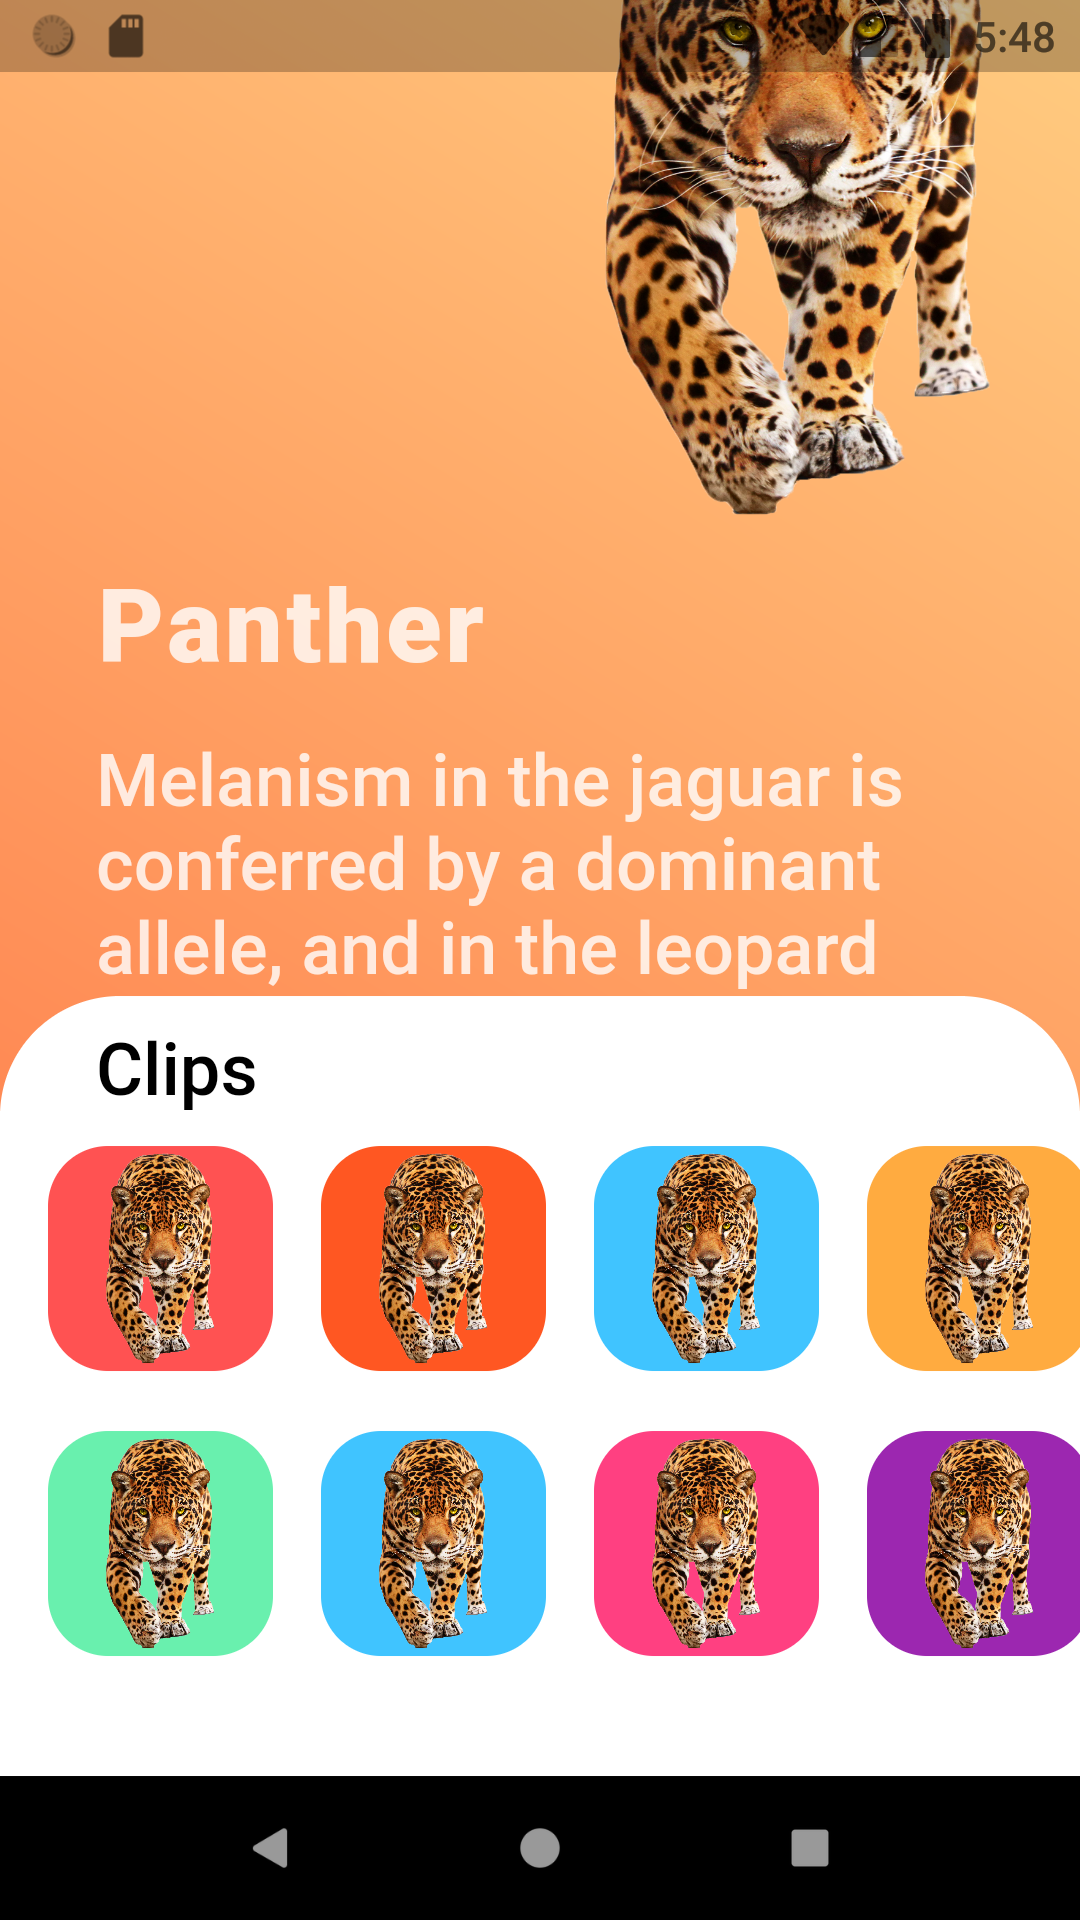 5:48
Panther
Melanism in the jaguar is
conferred by a dominant
allele, and in the leopard
Clips